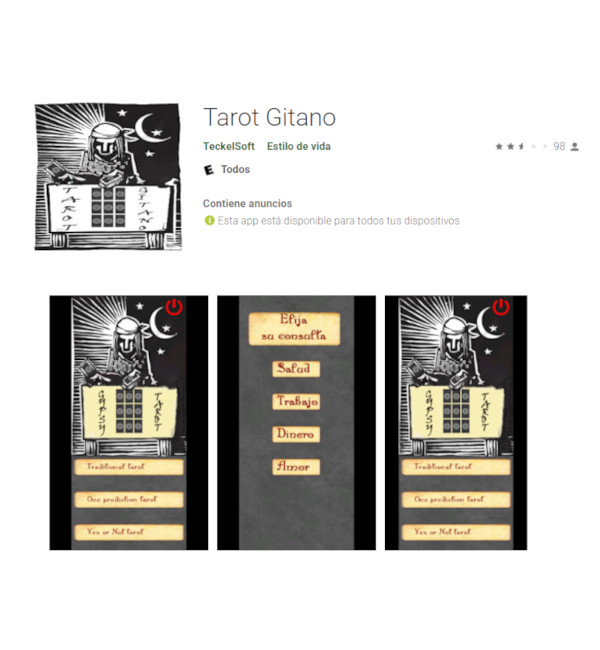 Tarot Gitano
TeckelSoft Estilo de vida
98
E Todos
Contiene anuncios
Esta app está disponible para todos tus dispositivos
TAROT
GITANO
GYPSY
TAROT
Traditional tarot
One prediction tarot
Yes or Not tarot
Elija
su consulta
Salud
Trabajo
Dinero
Amor
GYPSY
TAROT
Traditional tarot
One prediction tarot
Yes or Not tarot